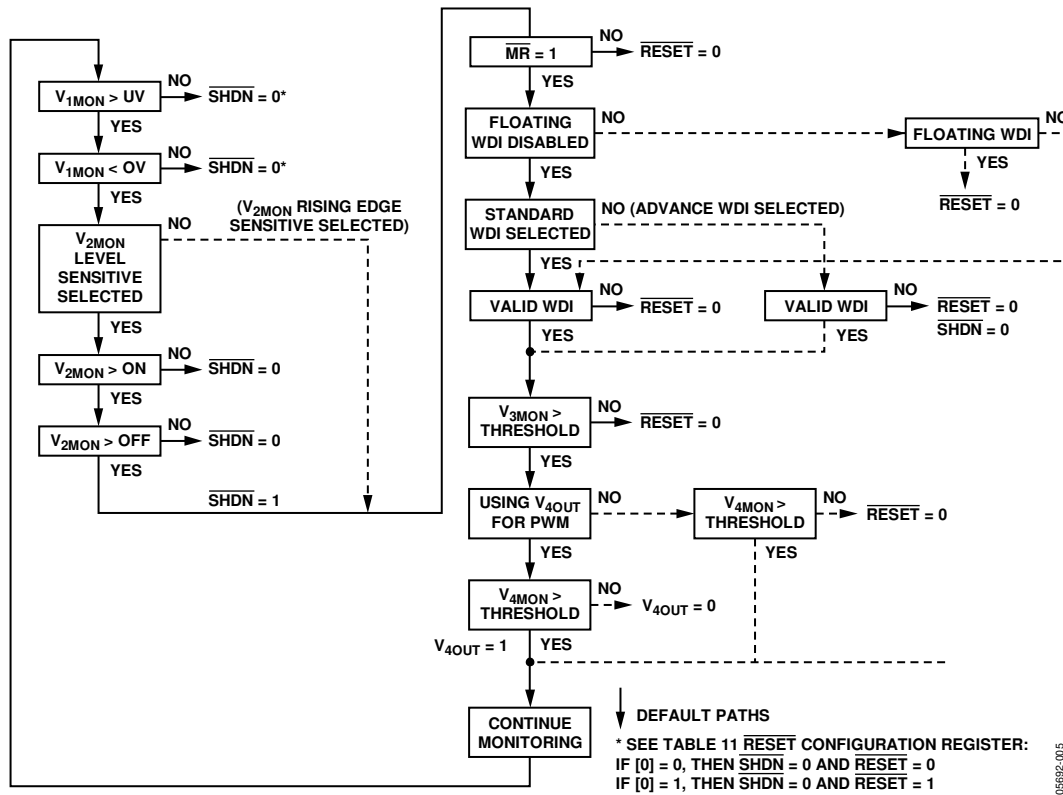 V1MON > UV
NO
SHDN = 0*
YES
V1MON < OV
NO
SHDN = 0*
YES
V2MON
LEVEL
SENSITIVE
SELECTED
NO
(V2MON RISING EDGE
SENSITIVE SELECTED)
YES
V2MON > ON
NO
SHDN = 0
YES
V2MON > OFF
NO
SHDN = 0
YES
SHDN = 1
MR = 1
NO
RESET = 0
YES
FLOATING
WDI DISABLED
NO
FLOATING WDI
NO
YES
RESET = 0
YES
STANDARD
WDI SELECTED
NO (ADVANCE WDI SELECTED)
YES
VALID WDI
NO
RESET = 0
YES
VALID WDI
NO
RESET = 0
SHDN = 0
YES
V3MON >
THRESHOLD
NO
RESET = 0
YES
USING V4OUT
FOR PWM
NO
V4MON >
THRESHOLD
NO
RESET = 0
YES
YES
V4MON >
THRESHOLD
NO
V4OUT = 0
V4OUT = 1
YES
CONTINUE
MONITORING
DEFAULT PATHS
* SEE TABLE 11 RESET CONFIGURATION REGISTER:
IF [0] = 0, THEN SHDN = 0 AND RESET = 0
IF [0] = 1, THEN SHDN = 0 AND RESET = 1
05692-005